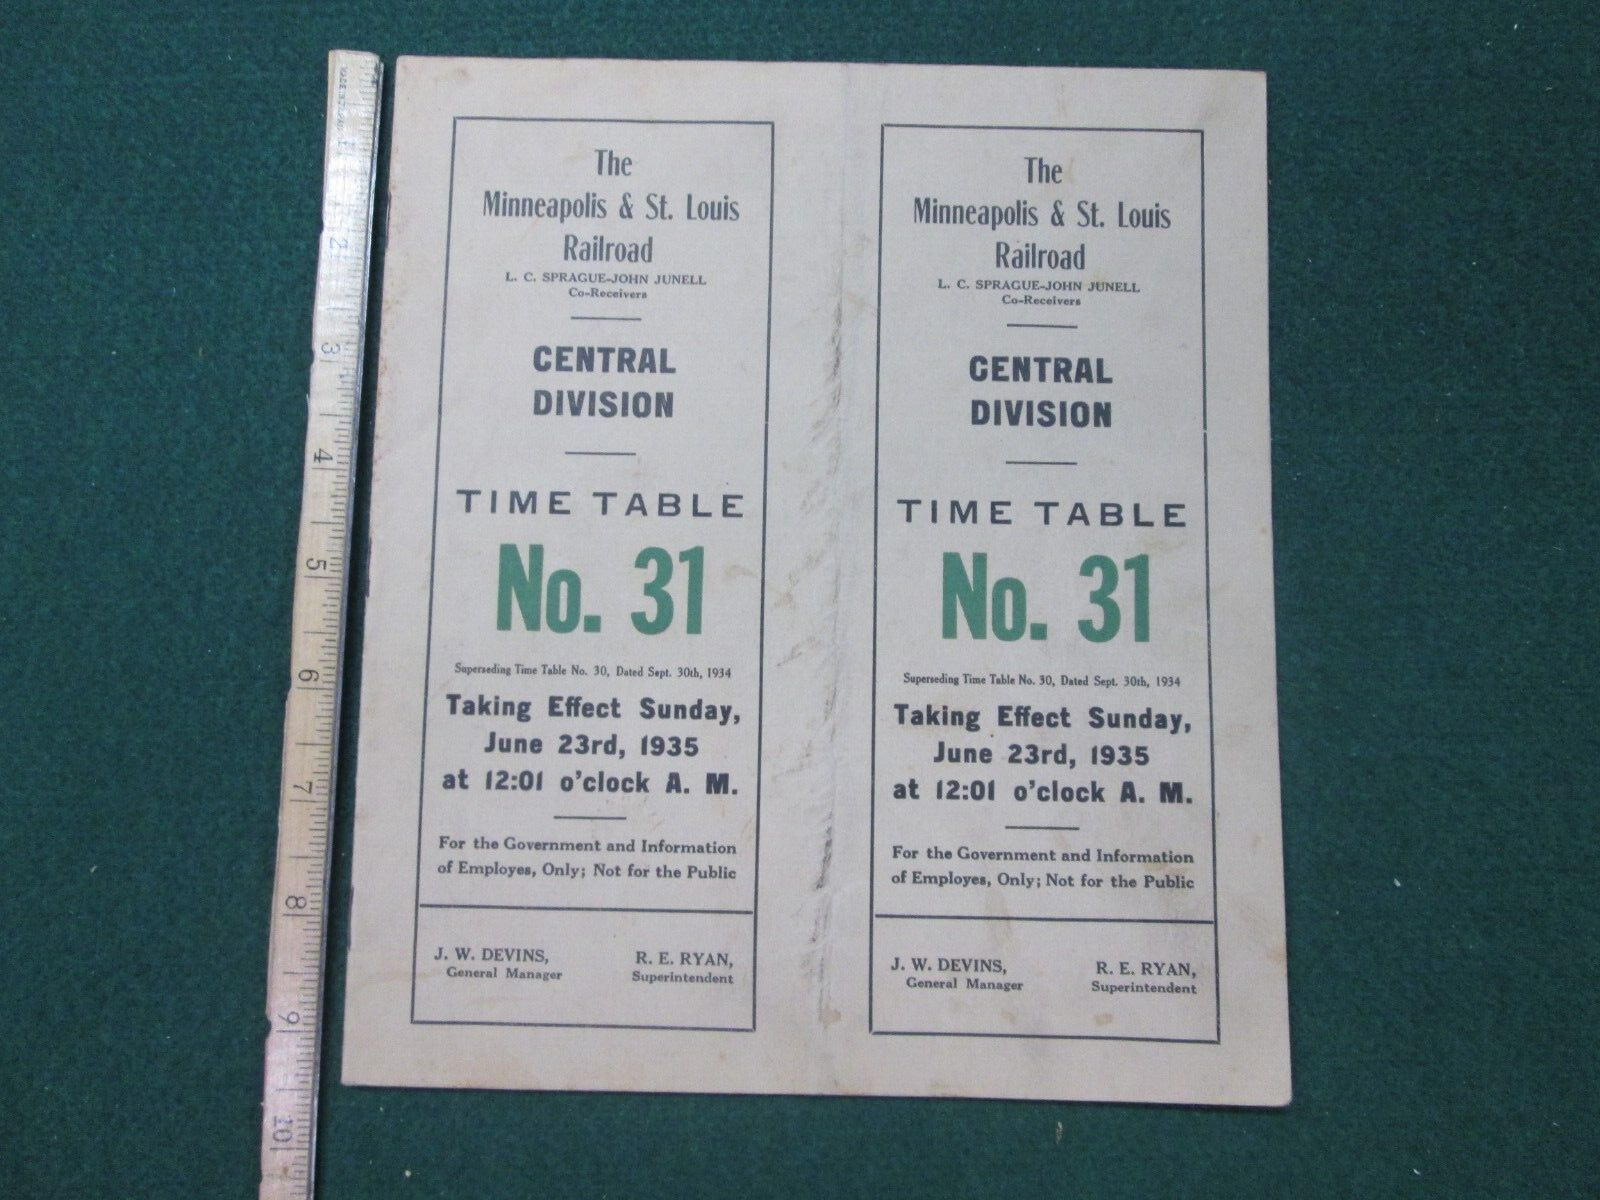 The
Minneapolis & St. Louis
Railroad
L. C. SPRAGUE-JOHN JUNELL
Co-Receivers
CENTRAL
DIVISION
TIME TABLE
No. 31
Superseding Time Table No. 30, Dated Sept. 30th, 1934
Taking Effect Sunday,
June 23rd, 1935
at 12:01 o'clock A. M.
For the Government and Information
of Employes, Only; Not for the Public
J. W. DEVINS,
General Manager
R. E. RYAN,
Superintendent
The
Minneapolis & St. Louis
Railroad
L. C. SPRAGUE-JOHN JUNELL
Co-Receivers
CENTRAL
DIVISION
TIME TABLE
No. 31
Superseding Time Table No. 30, Dated Sept. 30th, 1934
Taking Effect Sunday,
June 23rd, 1935
at 12:01 o'clock A. M.
For the Government and Information
of Employes, Only; Not for the Public
J. W. DEVINS,
General Manager
R. E. RYAN,
Superintendent
1
2
3
4
5
6
7
8
9
10